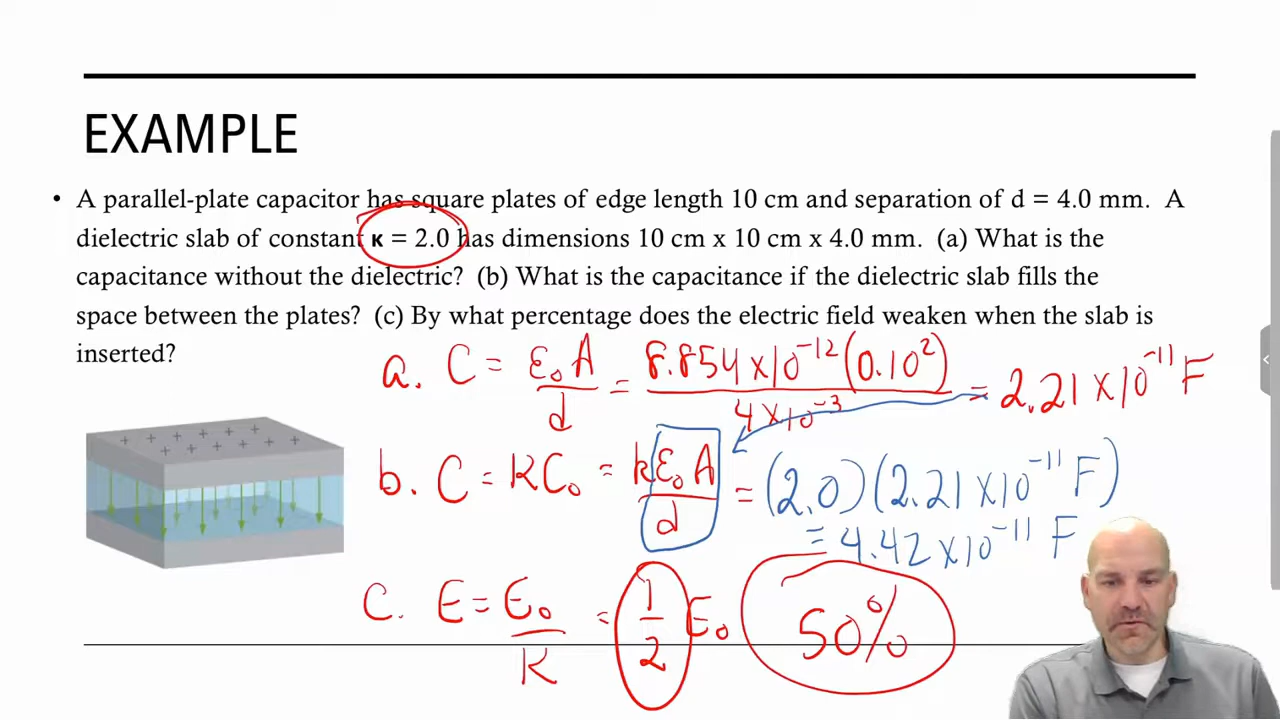 EXAMPLE
• A parallel-plate capacitor has square plates of edge length 10 cm and separation of d = 4.0 mm. A
dielectric slab of constant κ = 2.0 has dimensions 10 cm x 10 cm x 4.0 mm. (a) What is the
capacitance without the dielectric? (b) What is the capacitance if the dielectric slab fills the
space between the plates? (c) By what percentage does the electric field weaken when the slab is
inserted?
a. C = ε₀A/d = 8.854 x 10⁻¹² (0.10²) / 4 x 10⁻³ = 2.21 x 10⁻¹¹ F
b. C = KC₀ = kε₀A/d = (2.0)(2.21 x 10⁻¹¹ F)
= 4.42 x 10⁻¹¹ F
C. E = E₀/K = 1/2 E₀ 50%